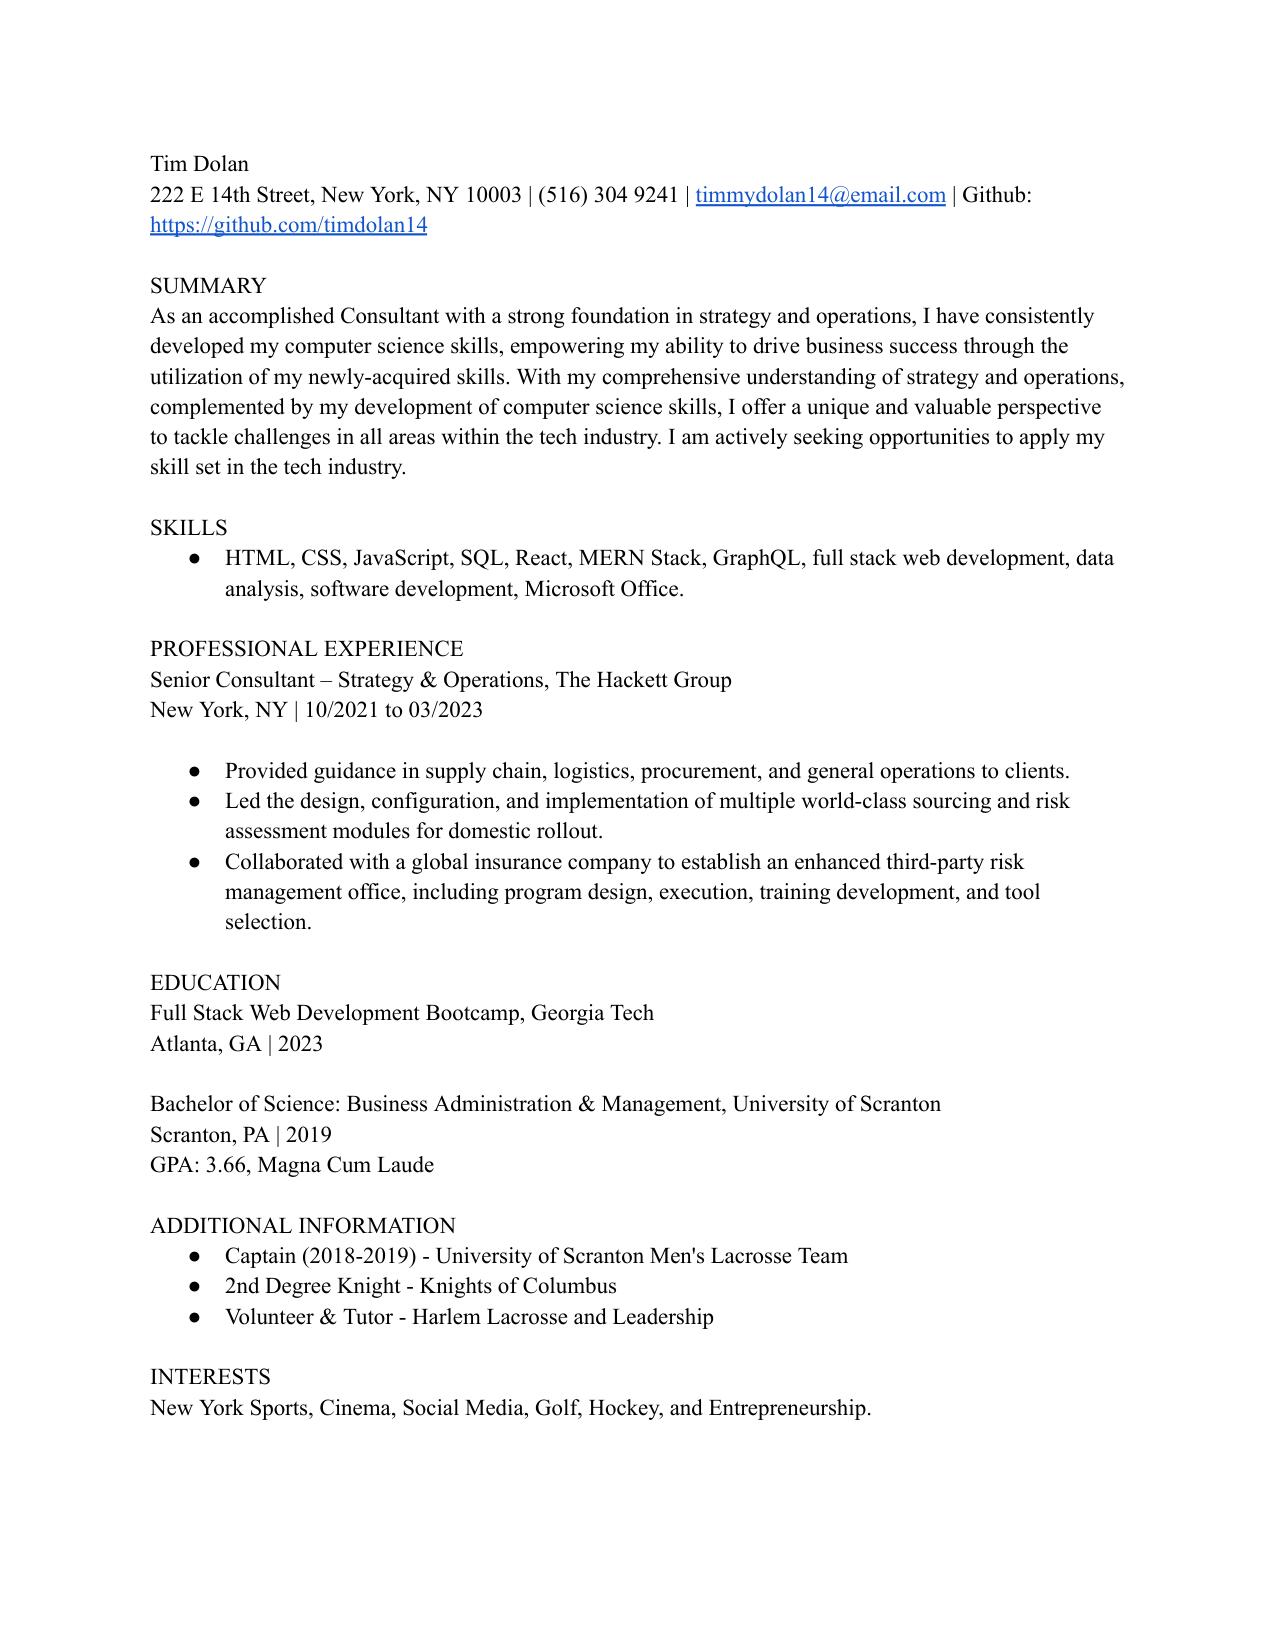 Tim Dolan
222 E 14th Street, New York, NY 10003 | (516) 304 9241 | timmydolan14@email.com | Github:
https://github.com/timdolan14
SUMMARY
As an accomplished Consultant with a strong foundation in strategy and operations, I have consistently
developed my computer science skills, empowering my ability to drive business success through the
utilization of my newly-acquired skills. With my comprehensive understanding of strategy and operations,
complemented by my development of computer science skills, I offer a unique and valuable perspective
to tackle challenges in all areas within the tech industry. I am actively seeking opportunities to apply my
skill set in the tech industry.
SKILLS
● HTML, CSS, JavaScript, SQL, React, MERN Stack, GraphQL, full stack web development, data
analysis, software development, Microsoft Office.
PROFESSIONAL EXPERIENCE
Senior Consultant – Strategy & Operations, The Hackett Group
New York, NY | 10/2021 to 03/2023
● Provided guidance in supply chain, logistics, procurement, and general operations to clients.
● Led the design, configuration, and implementation of multiple world-class sourcing and risk
assessment modules for domestic rollout.
● Collaborated with a global insurance company to establish an enhanced third-party risk
management office, including program design, execution, training development, and tool
selection.
EDUCATION
Full Stack Web Development Bootcamp, Georgia Tech
Atlanta, GA | 2023
Bachelor of Science: Business Administration & Management, University of Scranton
Scranton, PA | 2019
GPA: 3.66, Magna Cum Laude
ADDITIONAL INFORMATION
● Captain (2018-2019) - University of Scranton Men's Lacrosse Team
● 2nd Degree Knight - Knights of Columbus
● Volunteer & Tutor - Harlem Lacrosse and Leadership
INTERESTS
New York Sports, Cinema, Social Media, Golf, Hockey, and Entrepreneurship.